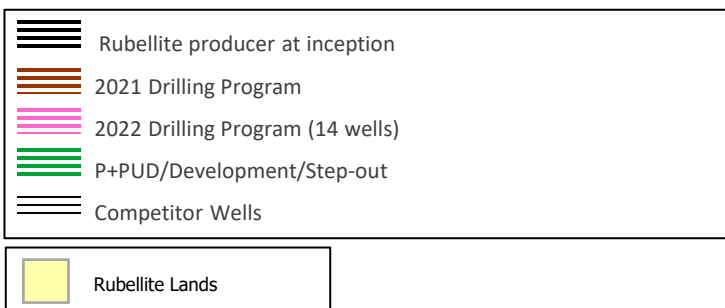 Rubellite producer at inception
2021 Drilling Program
2022 Drilling Program (14 wells)
P+PUD/Development/Step-out
Competitor Wells
Rubellite Lands